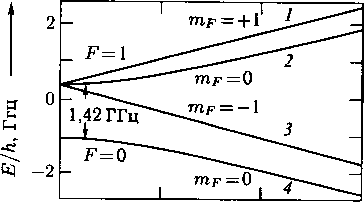 E/h, Ггц
2
0
−2
F=1
1,42 ГГц
F=0
m_F=+1
1
2
m_F=0
m_F=−1
3
m_F=0
4